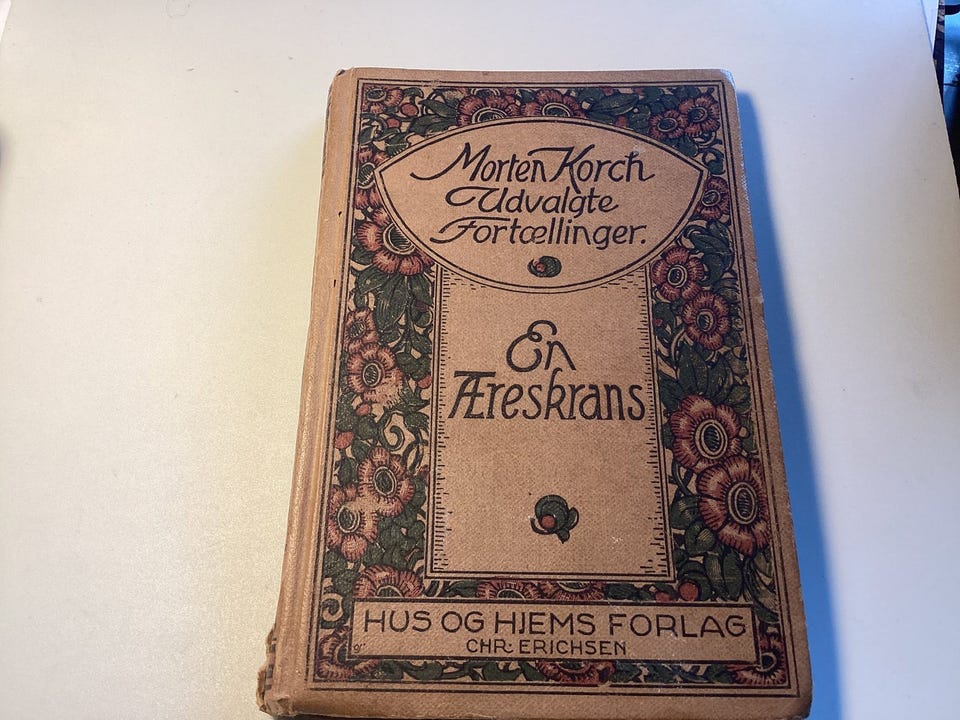 Morten Korch
Udvalgte
Fortællinger.
En
Æreskrans
HUS OG HJEMS FORLAG
CHR. ERICHSEN